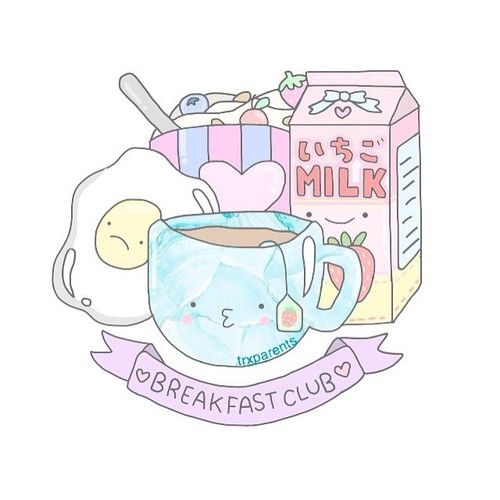 いちご
MILK
trxparents
BREAKFAST CLUB